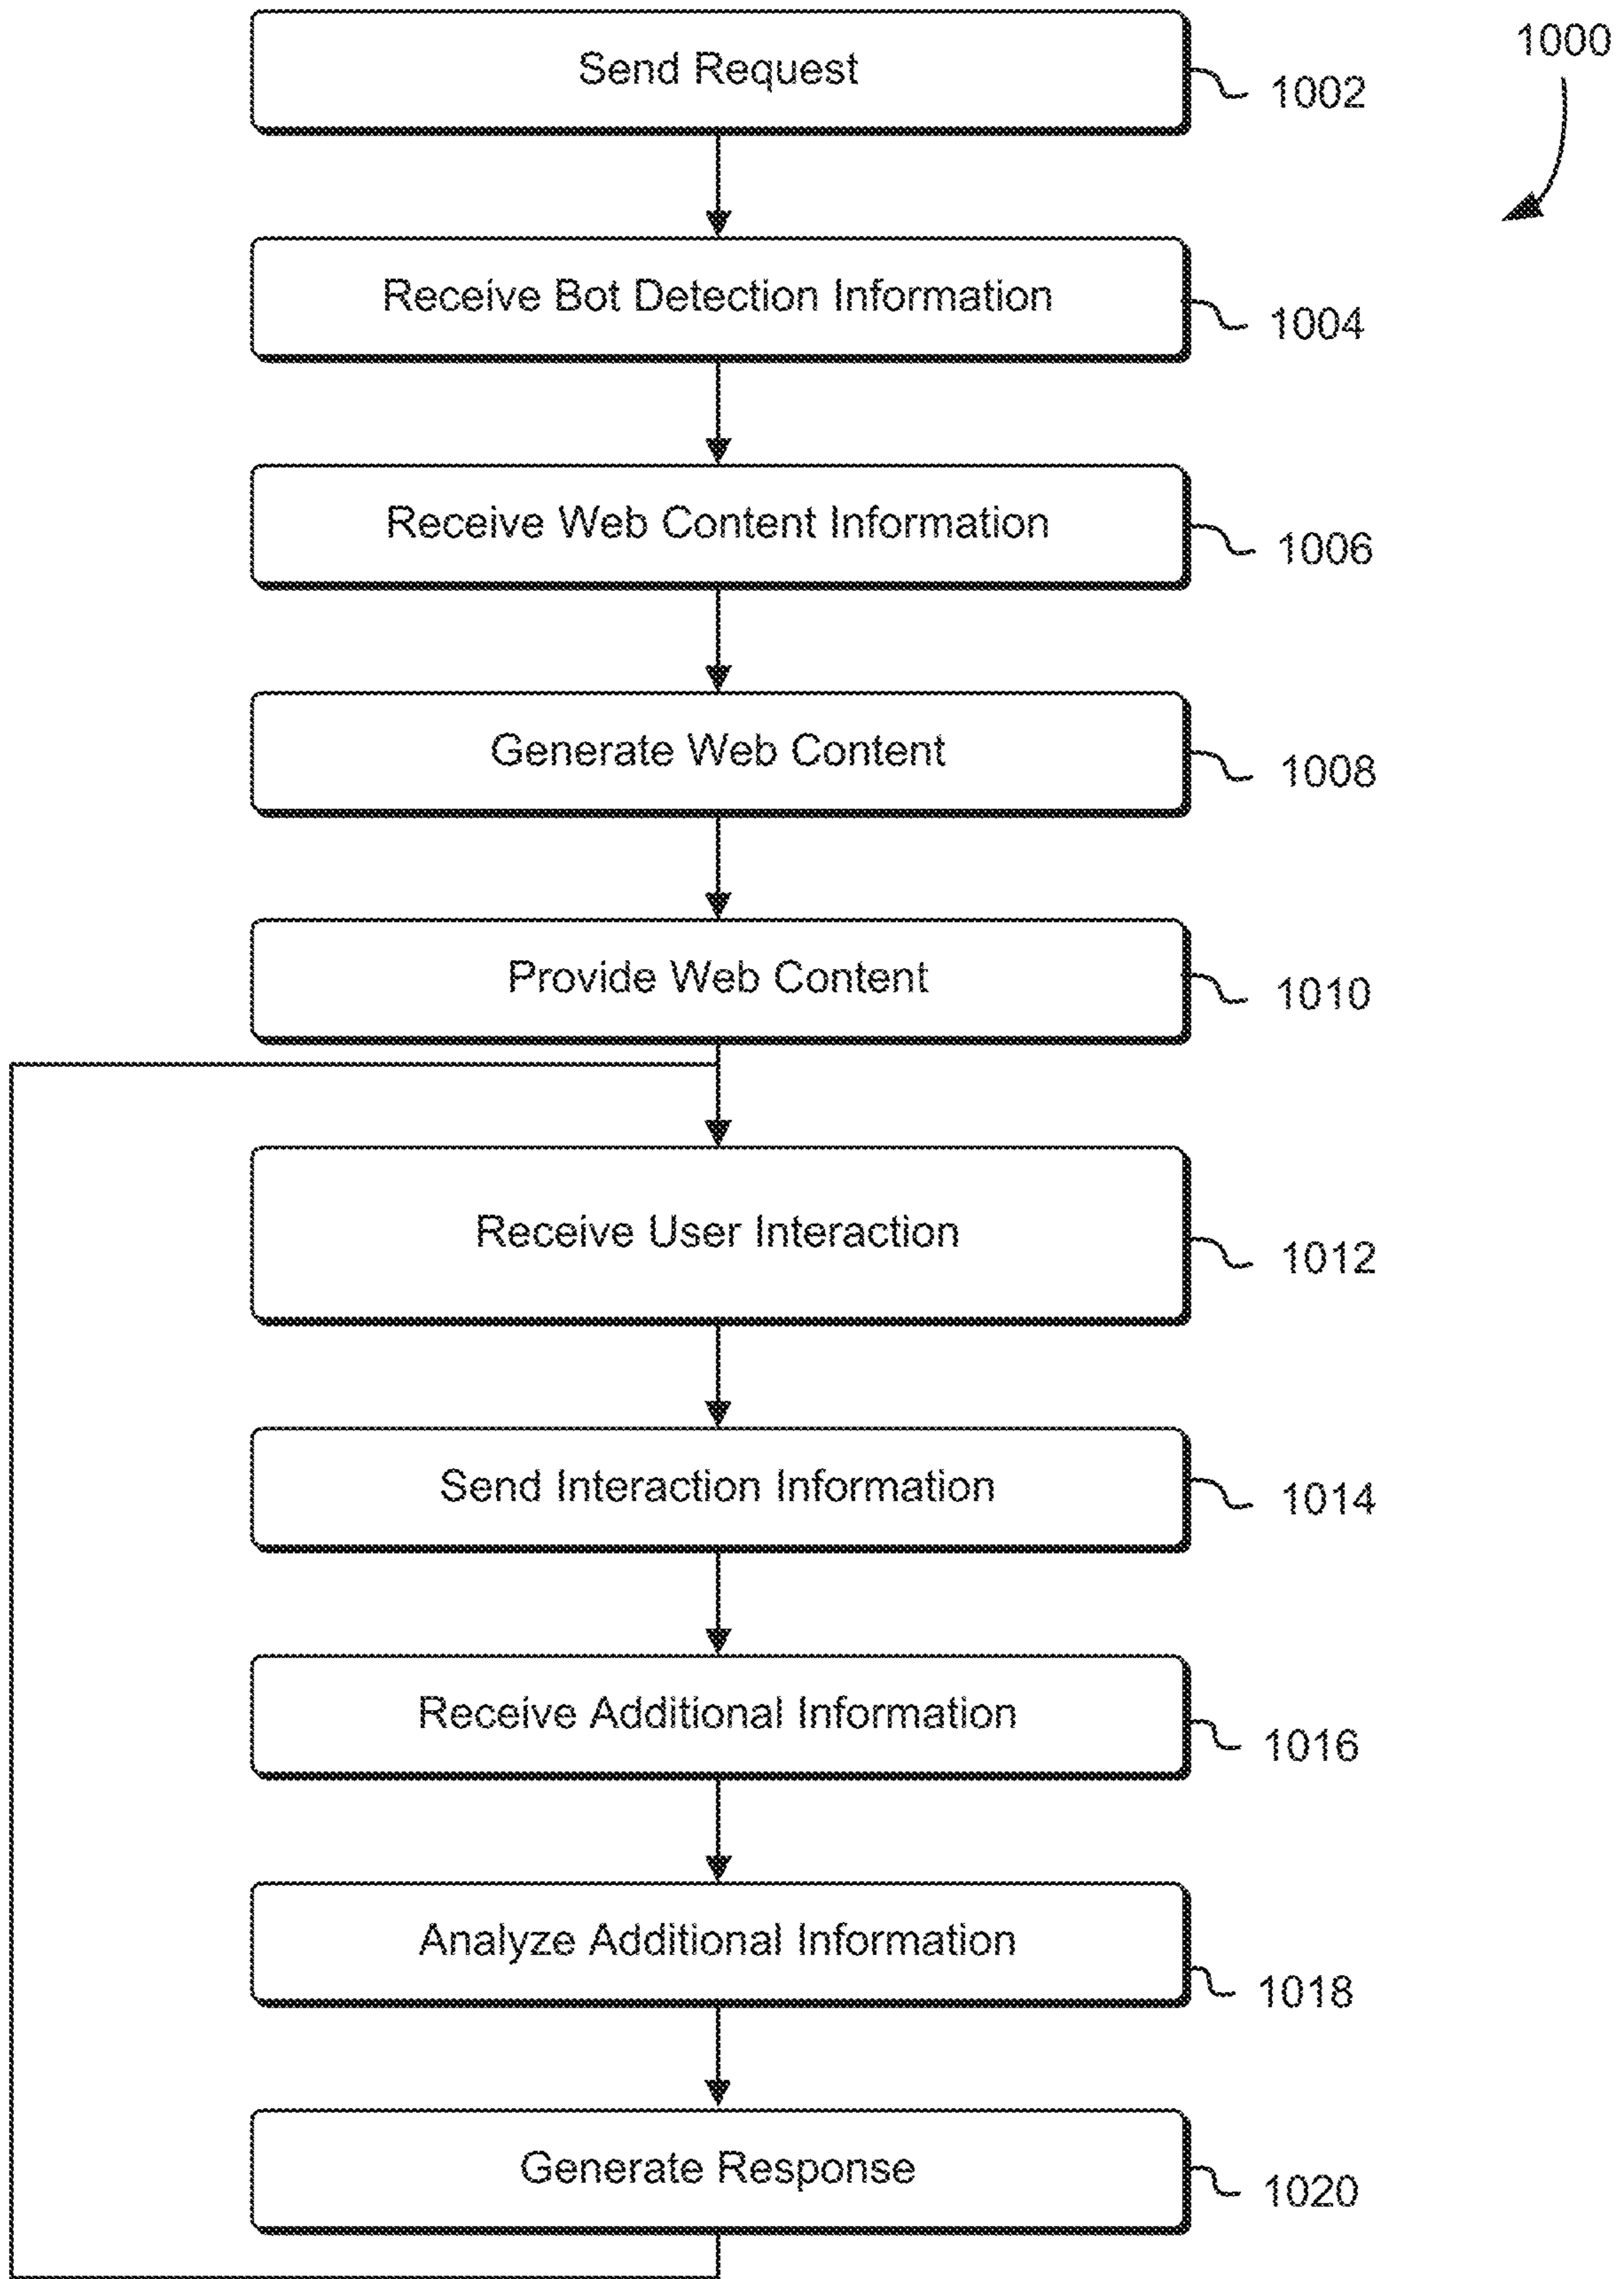 1000
Send Request
1002
Receive Bot Detection Information
1004
Receive Web Content Information
1006
Generate Web Content
1008
Provide Web Content
1010
Receive User Interaction
1012
Send Interaction Information
1014
Receive Additional Information
1016
Analyze Additional Information
1018
Generate Response
1020